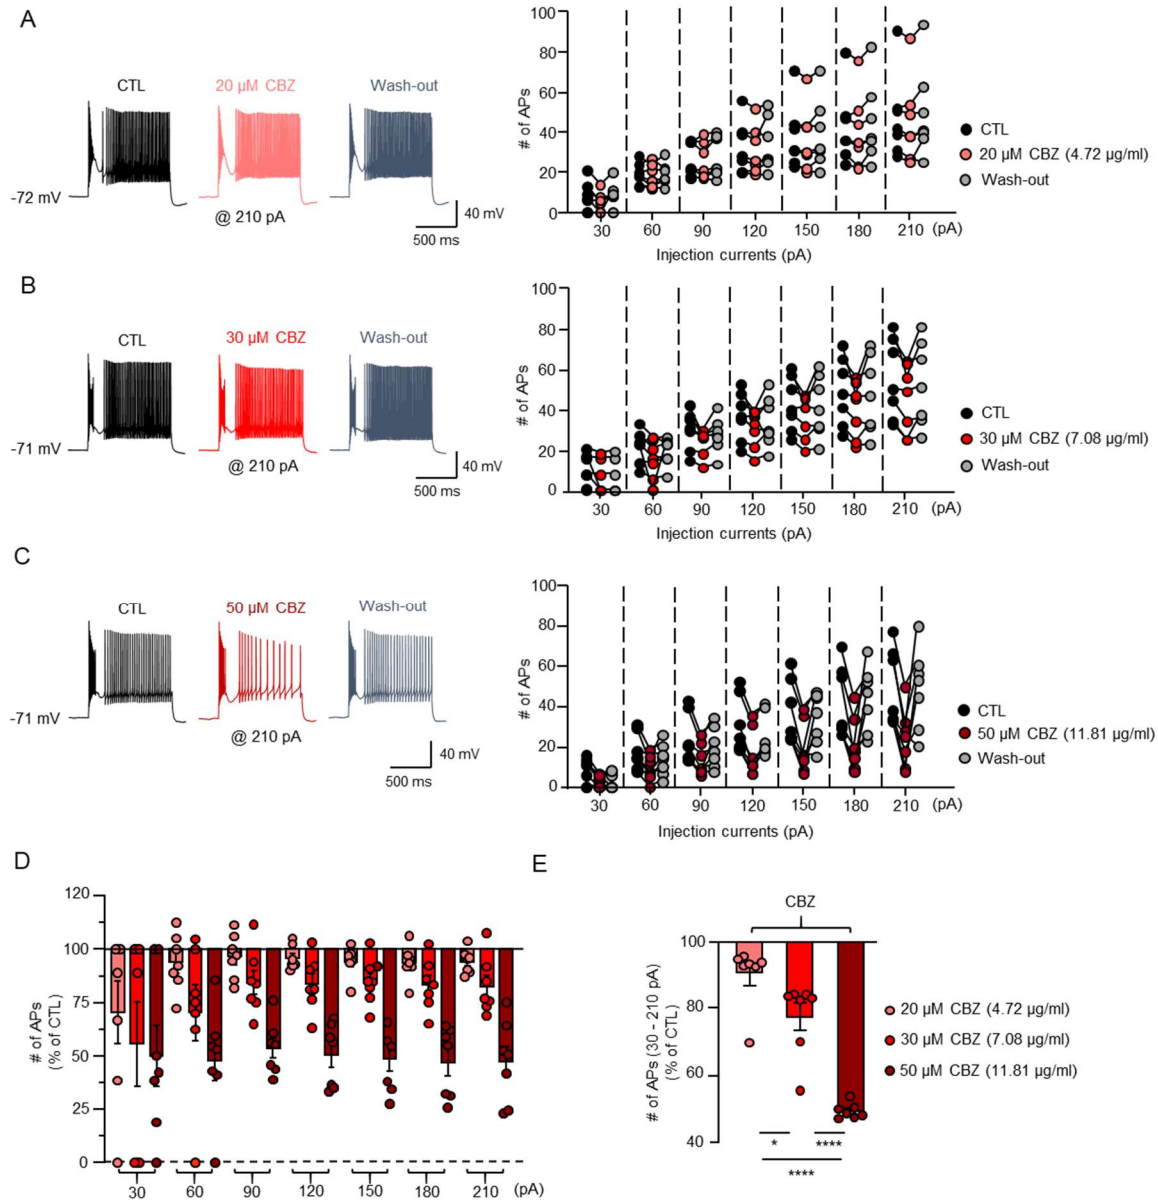 A
CTL
20 µM CBZ
Wash-out
-72 mV
@ 210 pA
40 mV
500 ms
# of APs
100
80
60
40
20
0
30 60 90 120 150 180 210 (pA)
Injection currents (pA)
CTL
20 µM CBZ (4.72 µg/ml)
Wash-out
B
CTL
30 µM CBZ
Wash-out
-71 mV
@ 210 pA
40 mV
500 ms
# of APs
100
80
60
40
20
0
30 60 90 120 150 180 210 (pA)
Injection currents (pA)
CTL
30 µM CBZ (7.08 µg/ml)
Wash-out
C
CTL
50 µM CBZ
Wash-out
-71 mV
@ 210 pA
40 mV
500 ms
# of APs
100
80
60
40
20
0
30 60 90 120 150 180 210 (pA)
Injection currents (pA)
CTL
50 µM CBZ (11.81 µg/ml)
Wash-out
D
# of APs
(% of CTL)
120
100
75
50
25
0
30 60 90 120 150 180 210 (pA)
E
CBZ
# of APs (30 - 210 pA)
(% of CTL)
100
80
60
40
* ****
****
20 µM CBZ (4.72 µg/ml)
30 µM CBZ (7.08 µg/ml)
50 µM CBZ (11.81 µg/ml)